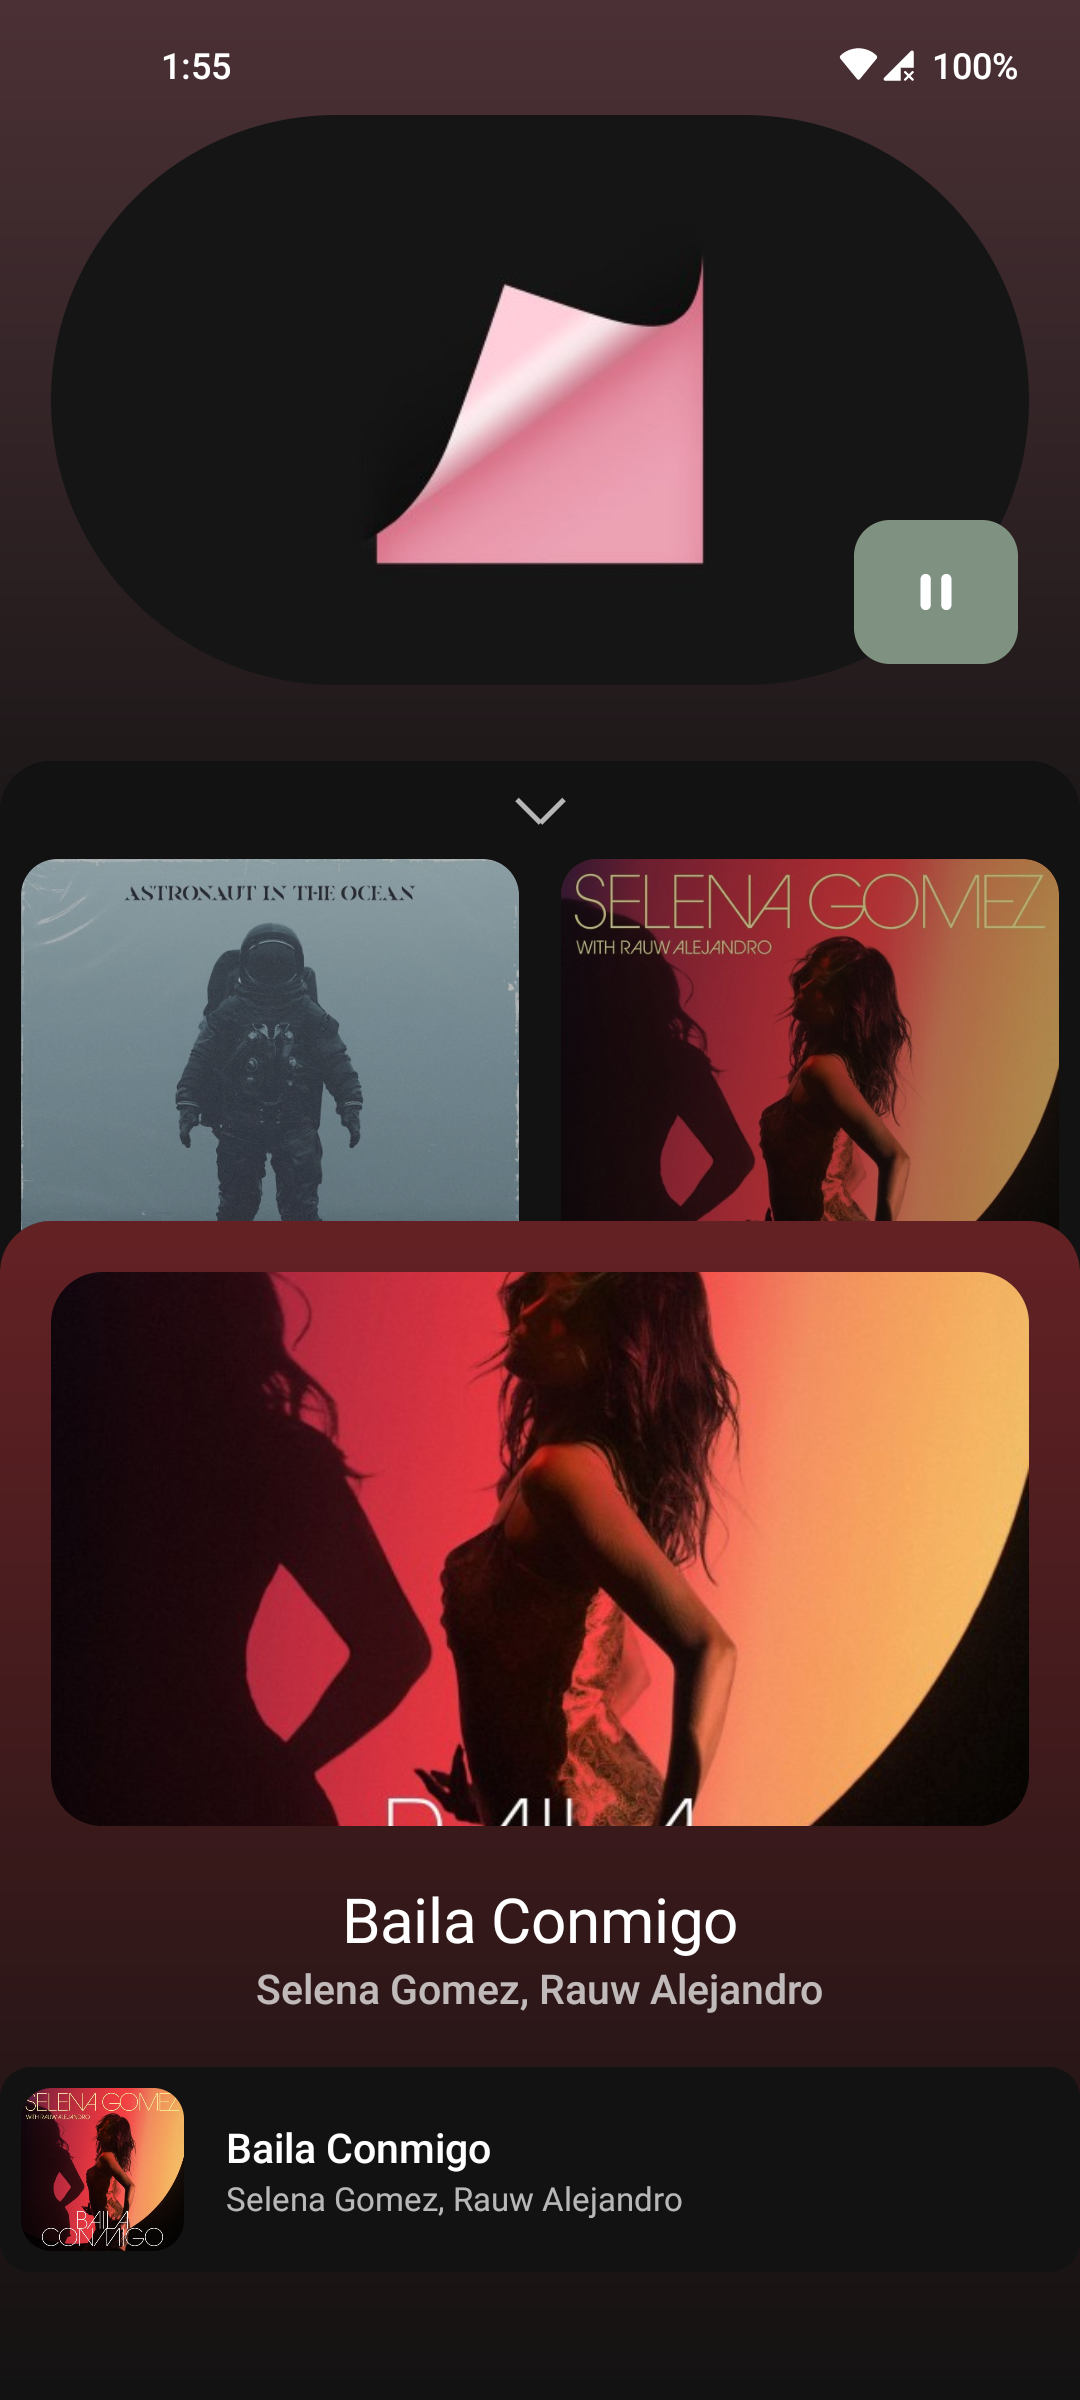 1:55
100%
ASTRONAUT IN THE OCEAN
SELENA GOMEZ
WITH RAUW ALEJANDRO
BAILA
Baila Conmigo
Selena Gomez, Rauw Alejandro
SELENA GOMEZ
WITH RAUW ALEJANDRO
BAILA
CONMIGO
Baila Conmigo
Selena Gomez, Rauw Alejandro